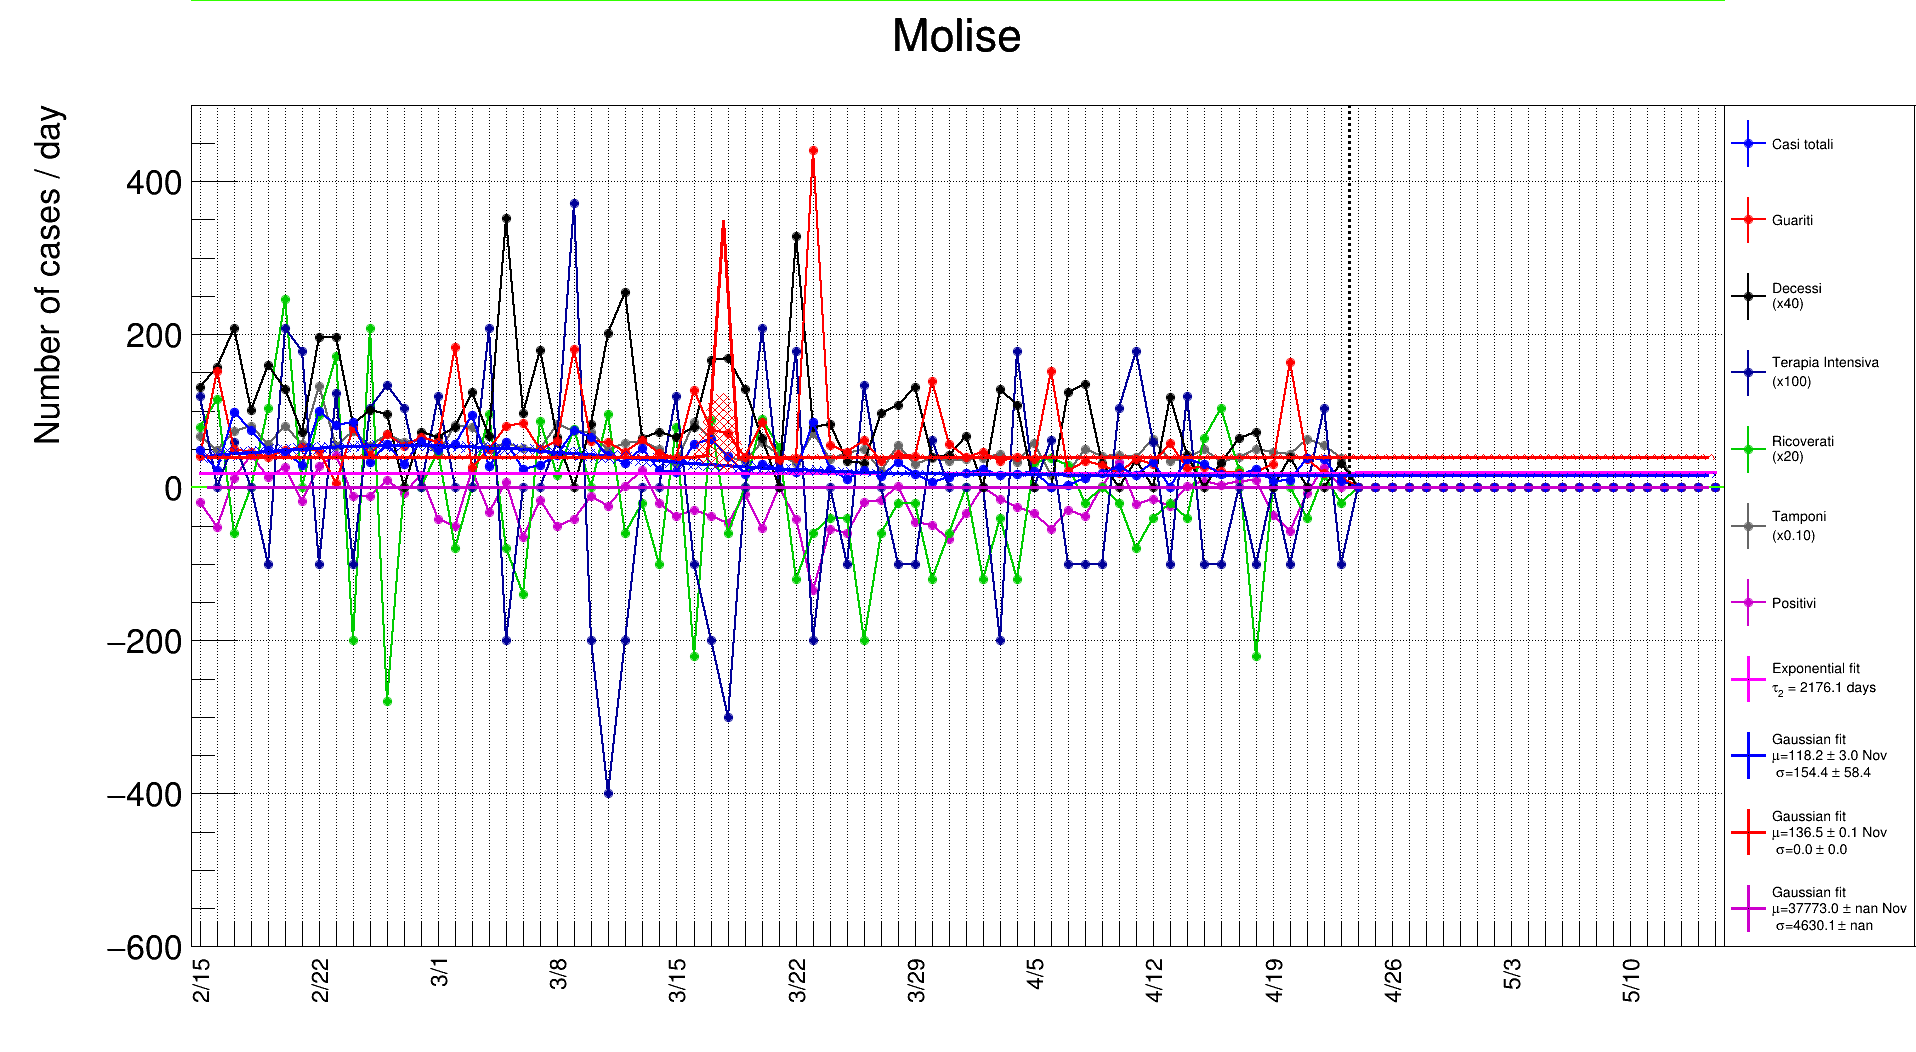 Molise
Number of cases / day
400
200
0
−200
−400
−600
2/15
2/22
3/1
3/8
3/15
3/22
3/29
4/5
4/12
4/19
4/26
5/3
5/10
Casi totali
Guariti
Decessi
(x40)
Terapia Intensiva
(x100)
Ricoverati
(x20)
Tamponi
(x0.10)
Positivi
Exponential fit
τ2 = 2176.1 days
Gaussian fit
μ=118.2 ± 3.0 Nov
σ=154.4 ± 58.4
Gaussian fit
μ=136.5 ± 0.1 Nov
σ=0.0 ± 0.0
Gaussian fit
μ=37773.0 ± nan Nov
σ=4630.1 ± nan